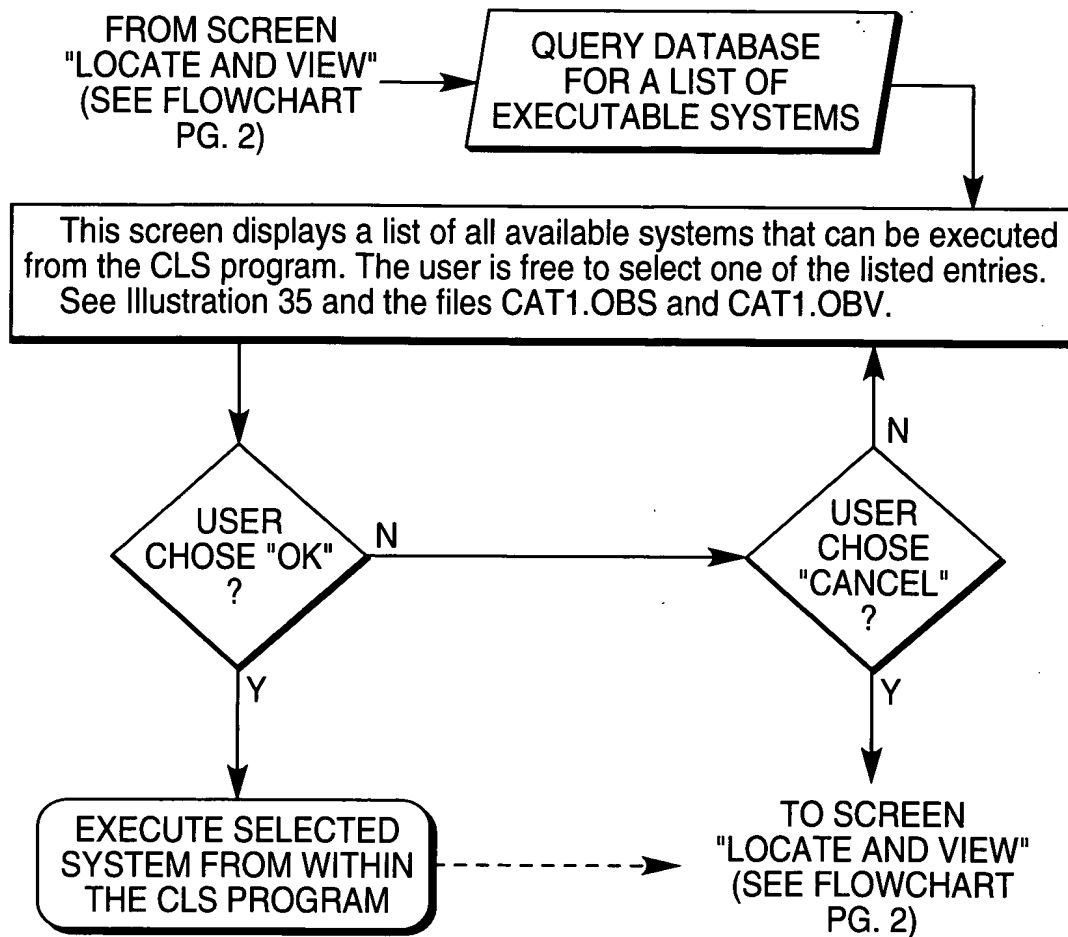 FROM SCREEN
"LOCATE AND VIEW"
(SEE FLOWCHART
PG. 2)
QUERY DATABASE
FOR A LIST OF
EXECUTABLE SYSTEMS
This screen displays a list of all available systems that can be executed
from the CLS program. The user is free to select one of the listed entries.
See Illustration 35 and the files CAT1.OBS and CAT1.OBV.
USER
CHOSE "OK"
?
N
Y
USER
CHOSE
"CANCEL"
?
N
Y
EXECUTE SELECTED
SYSTEM FROM WITHIN
THE CLS PROGRAM
TO SCREEN
"LOCATE AND VIEW"
(SEE FLOWCHART
PG. 2)